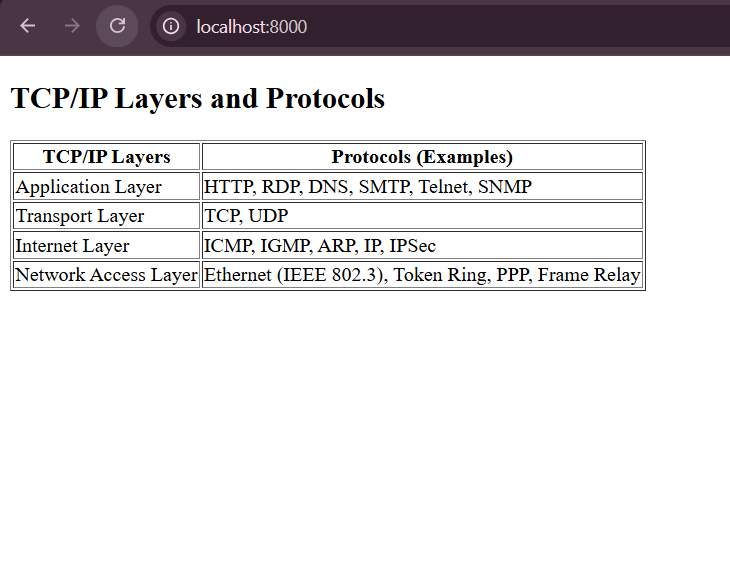 localhost:8000
TCP/IP Layers and Protocols
TCP/IP Layers Protocols (Examples)
Application Layer HTTP, RDP, DNS, SMTP, Telnet, SNMP
Transport Layer TCP, UDP
Internet Layer ICMP, IGMP, ARP, IP, IPSec
Network Access Layer Ethernet (IEEE 802.3), Token Ring, PPP, Frame Relay